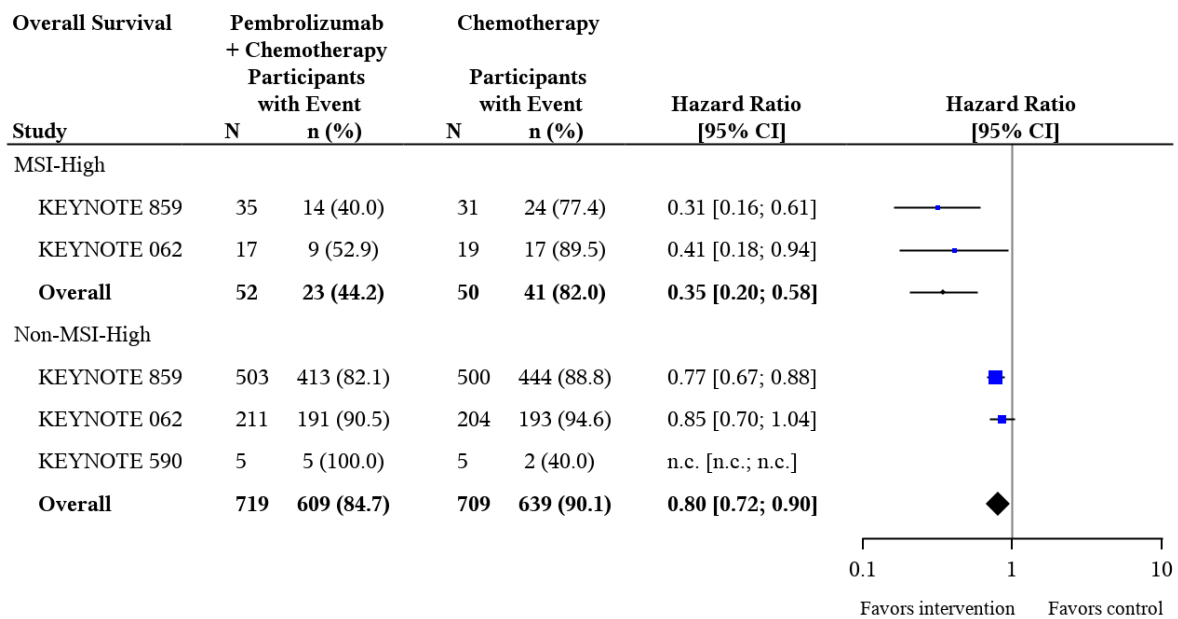 Overall Survival Pembrolizumab Chemotherapy
+ Chemotherapy
Participants Participants
with Event with Event Hazard Ratio Hazard Ratio
Study N n (%) N n (%) [95% CI] [95% CI]
MSI-High
KEYNOTE 859 35 14 (40.0) 31 24 (77.4) 0.31 [0.16; 0.61]
KEYNOTE 062 17 9 (52.9) 19 17 (89.5) 0.41 [0.18; 0.94]
Overall 52 23 (44.2) 50 41 (82.0) 0.35 [0.20; 0.58]
Non-MSI-High
KEYNOTE 859 503 413 (82.1) 500 444 (88.8) 0.77 [0.67; 0.88]
KEYNOTE 062 211 191 (90.5) 204 193 (94.6) 0.85 [0.70; 1.04]
KEYNOTE 590 5 5 (100.0) 5 2 (40.0) n.c. [n.c.; n.c.]
Overall 719 609 (84.7) 709 639 (90.1) 0.80 [0.72; 0.90]
0.1 1 10
Favors intervention Favors control